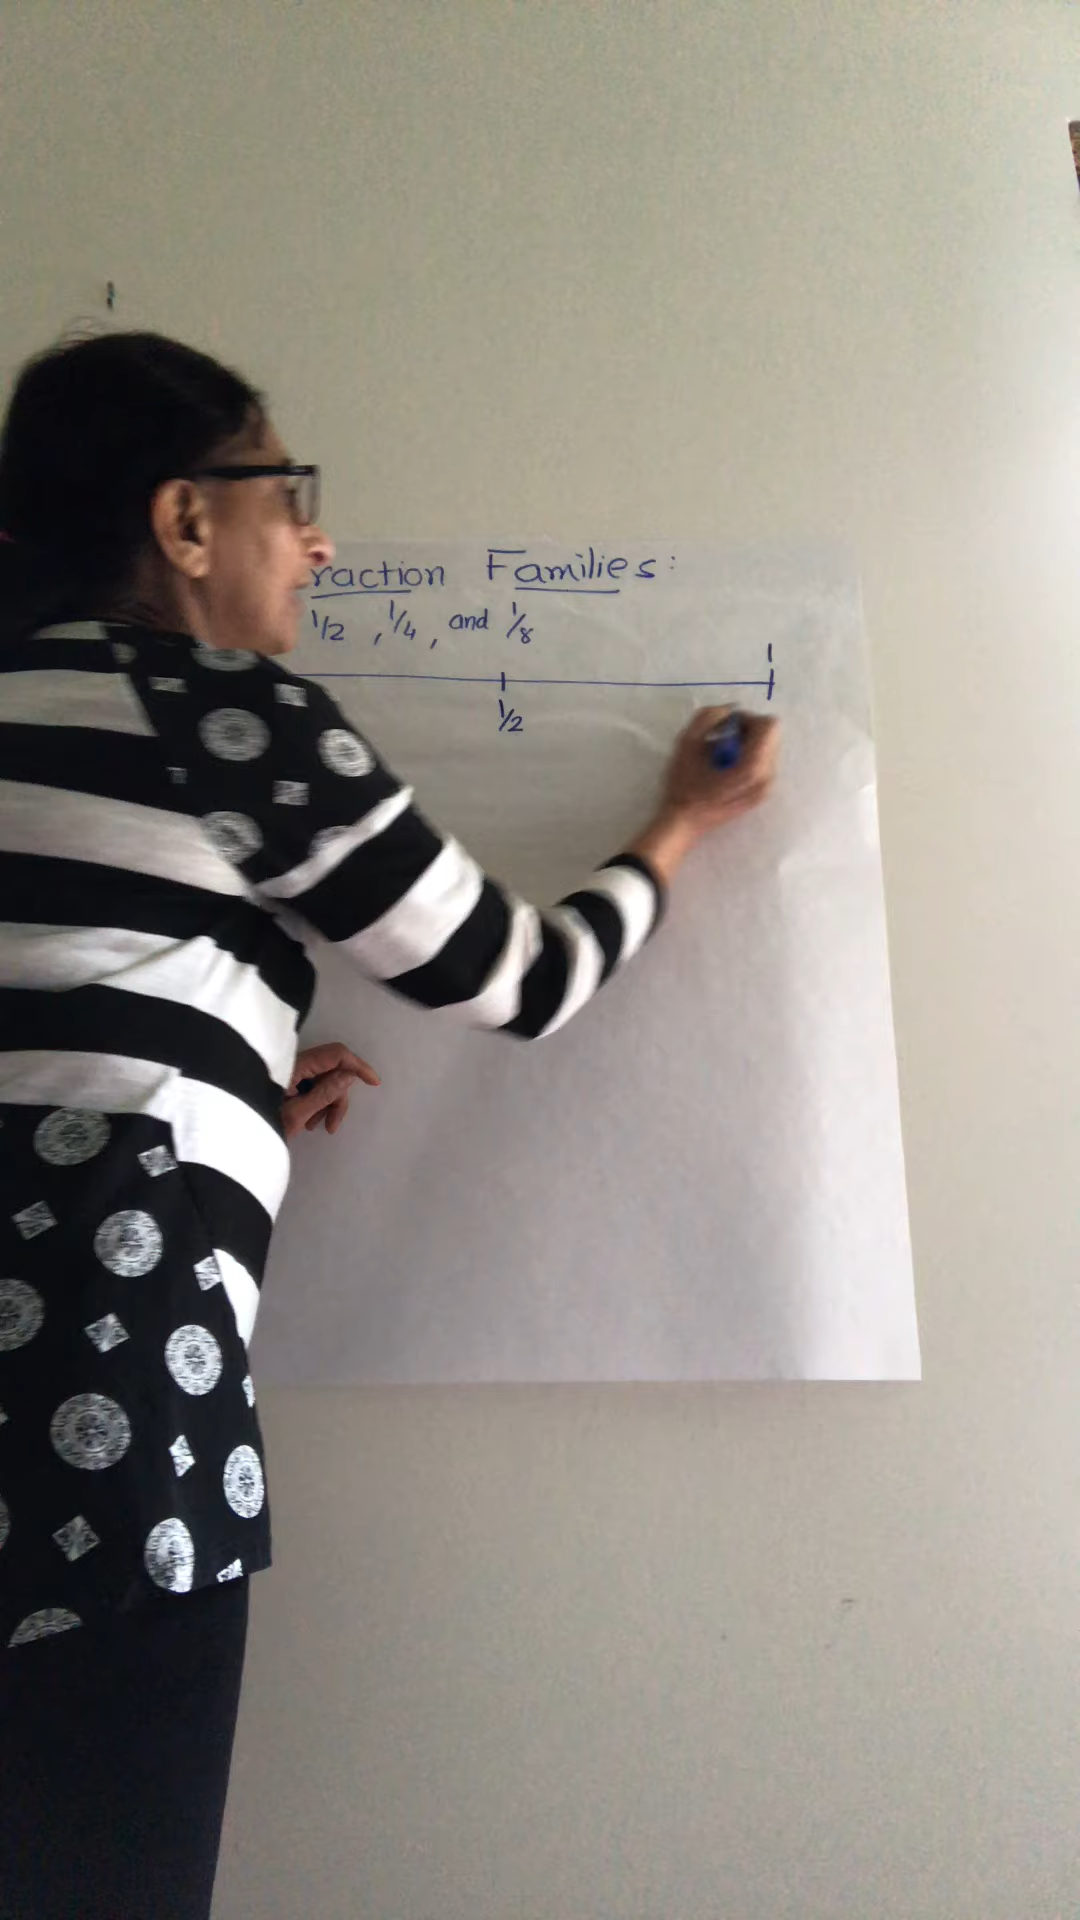 raction Families:
1/2, 1/4, and 1/8
1
1/2